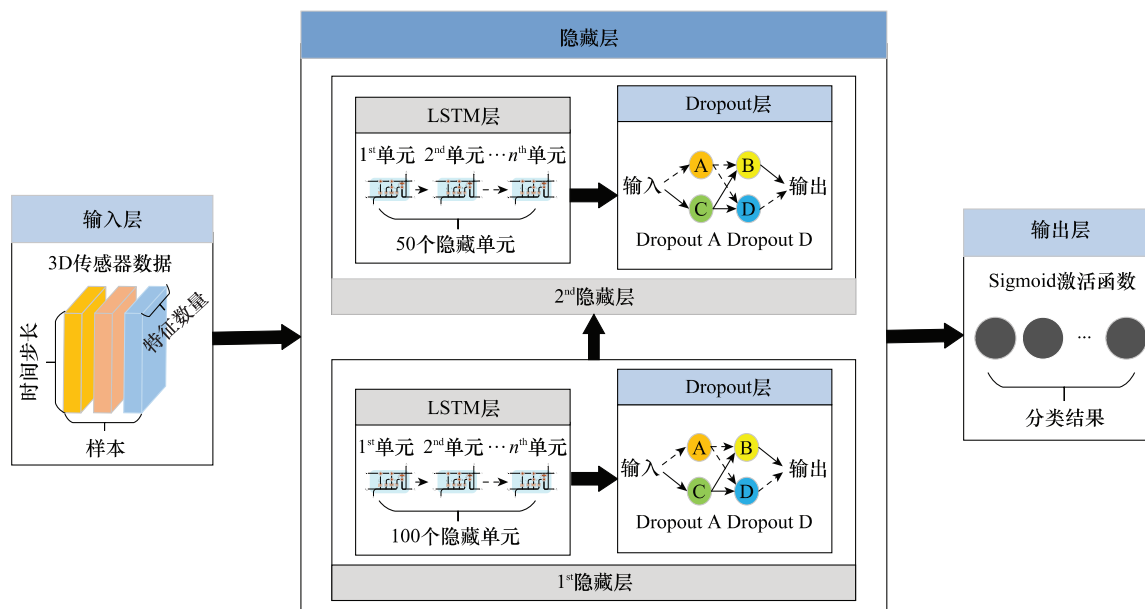 输入层
3D传感器数据
时间步长
特征数量
样本
隐藏层
LSTM层
1st单元 2nd单元 ···nth单元
50个隐藏单元
Dropout层
A
B
输入
输出
C
D
Dropout A Dropout D
2nd隐藏层
LSTM层
1st单元 2nd单元 ···nth单元
100个隐藏单元
Dropout层
A
B
输入
输出
C
D
Dropout A Dropout D
1st隐藏层
输出层
Sigmoid激活函数
···
分类结果